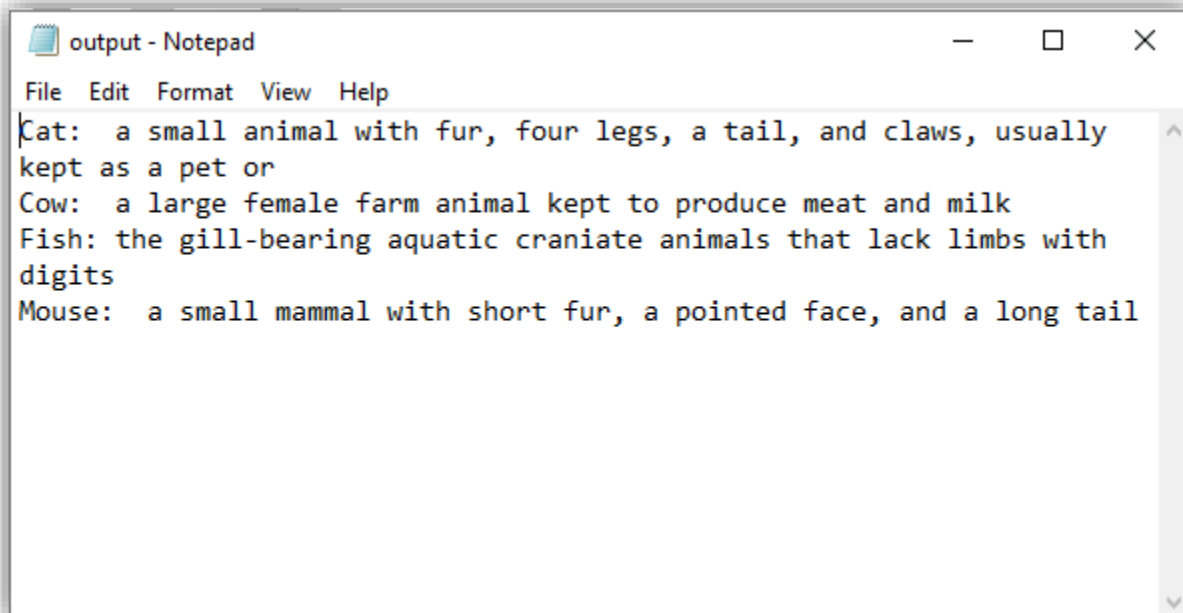 output - Notepad
File Edit Format View Help
Cat:  a small animal with fur, four legs, a tail, and claws, usually
kept as a pet or
Cow:  a large female farm animal kept to produce meat and milk
Fish: the gill-bearing aquatic craniate animals that lack limbs with
digits
Mouse:  a small mammal with short fur, a pointed face, and a long tail